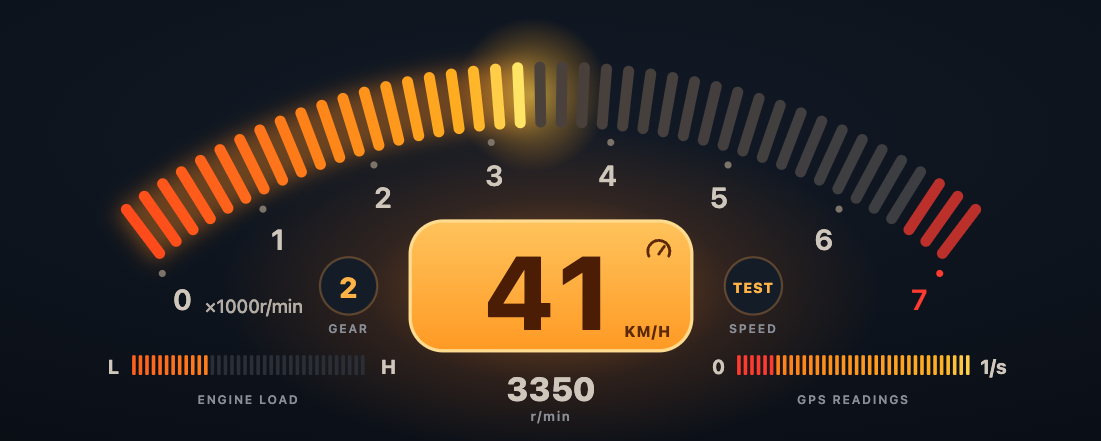 3 4
2 5
1 6
0 ×1000r/min 2 41 TEST 7
GEAR KM/H SPEED
L H 0 1/s
3350
ENGINE LOAD GPS READINGS
r/min